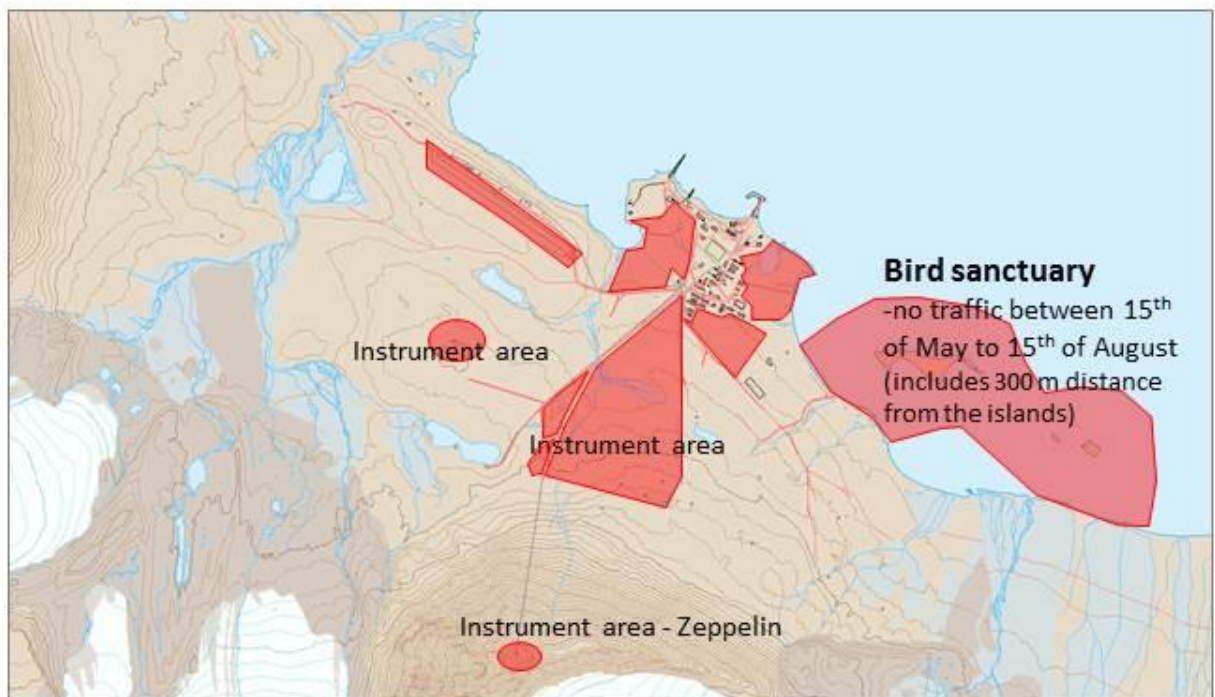 Bird sanctuary
-no traffic between 15th
of May to 15th of August
(includes 300 m distance
from the islands)
Instrument area
Instrument area
Instrument area - Zeppelin